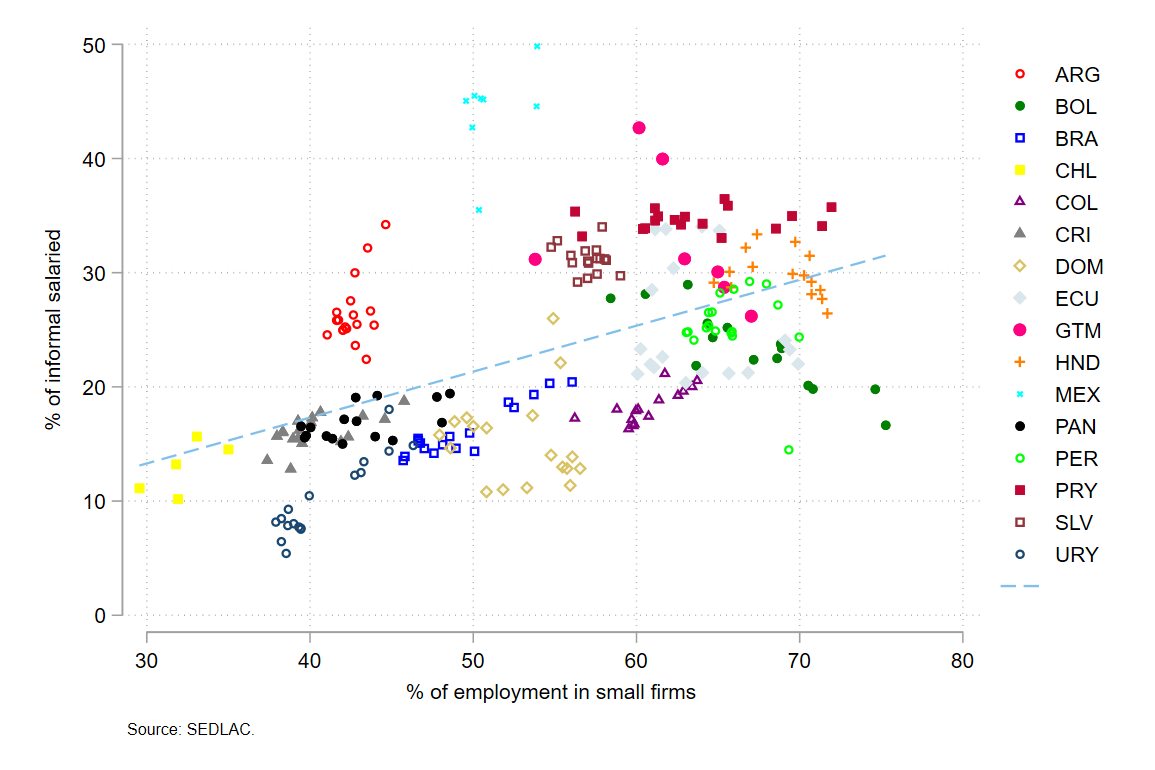 % of informal salaried
50
40
30
20
10
0
30 40 50 60 70 80
% of employment in small firms
ARG
BOL
BRA
CHL
COL
CRI
DOM
ECU
GTM
HND
MEX
PAN
PER
PRY
SLV
URY
Source: SEDLAC.